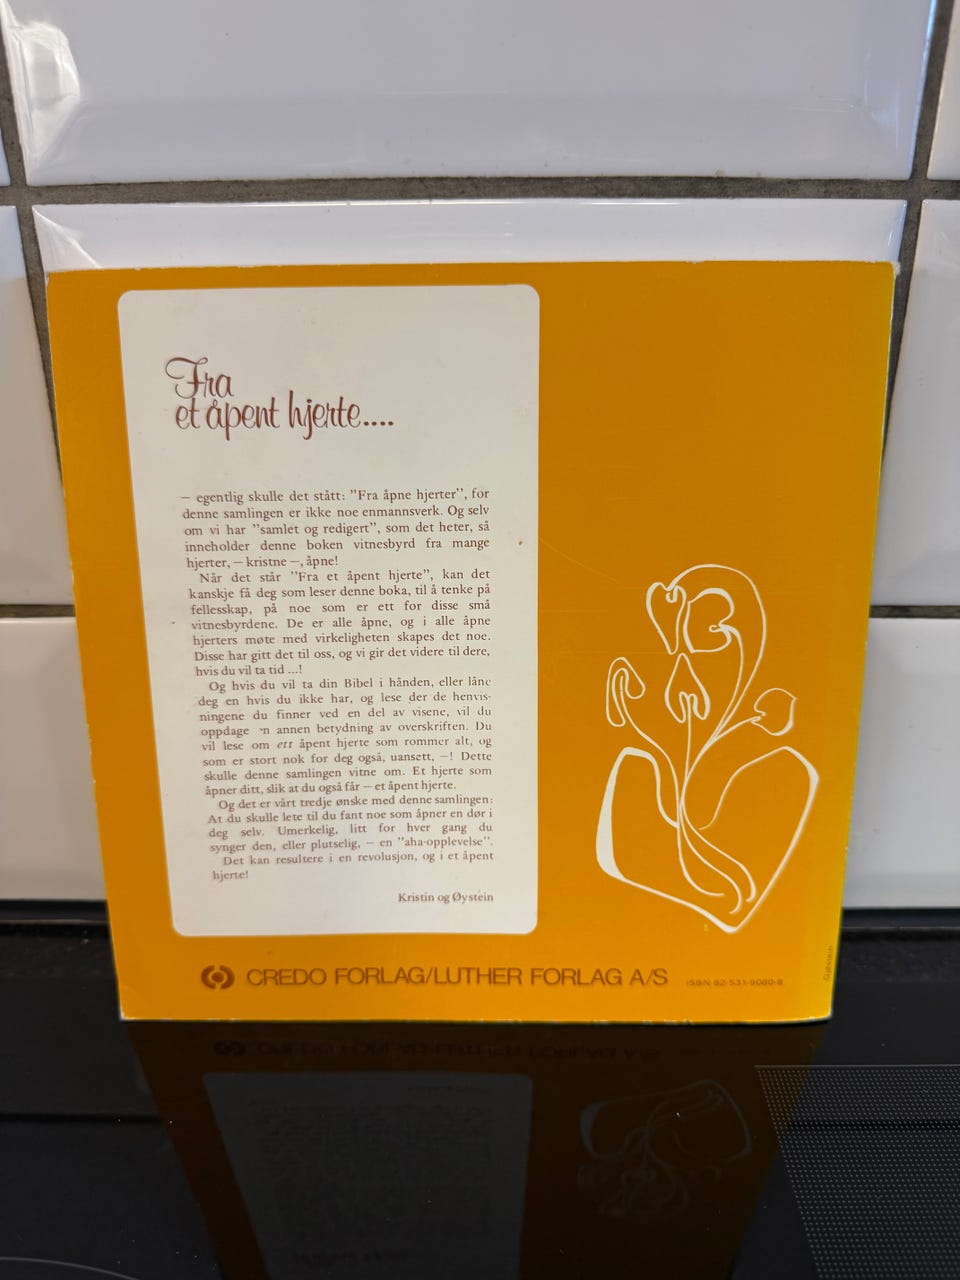 Fra
et åpent hjerte....
— egentlig skulle det stått: ”Fra åpne hjerter”, for
denne samlingen er ikke noe enmannsverk. Og selv
om vi har ”samlet og redigert”, som det heter, så
inneholder denne boken vitnesbyrd fra mange
hjerter, — kristne —, åpne!
Når det står ”Fra et åpent hjerte”, kan det
kanskje få deg som leser denne boka, til å tenke på
fellesskap, på noe som er ett for disse små
vitnesbyrdene. De er alle åpne, og i alle åpne
hjerters møte med virkeligheten skapes det noe.
Disse har gitt det til oss, og vi gir det videre til dere,
hvis du vil ta tid ...!
Og hvis du vil ta din Bibel i hånden, eller låne
deg en hvis du ikke har, og lese der de henvis-
ningene du finner ved en del av visene, vil du
oppdage 'n annen betydning av overskriften. Du
vil lese om ett åpent hjerte som rommer alt, og
som er stort nok for deg også, uansett, —! Dette
skulle denne samlingen vitne om. Et hjerte som
åpner ditt, slik at du også får — et åpent hjerte.
Og det er vårt tredje ønske med denne samlingen:
At du skulle lete til du fant noe som åpner en dør i
deg selv. Umerkelig, litt for hver gang du
synger den, eller plutselig, — en ”aha-opplevelse”.
Det kan resultere i en revolusjon, og i et åpent
hjerte!
Kristin og Øystein
CREDO FORLAG/LUTHER FORLAG A/S
ISBN 82-531-9080-8